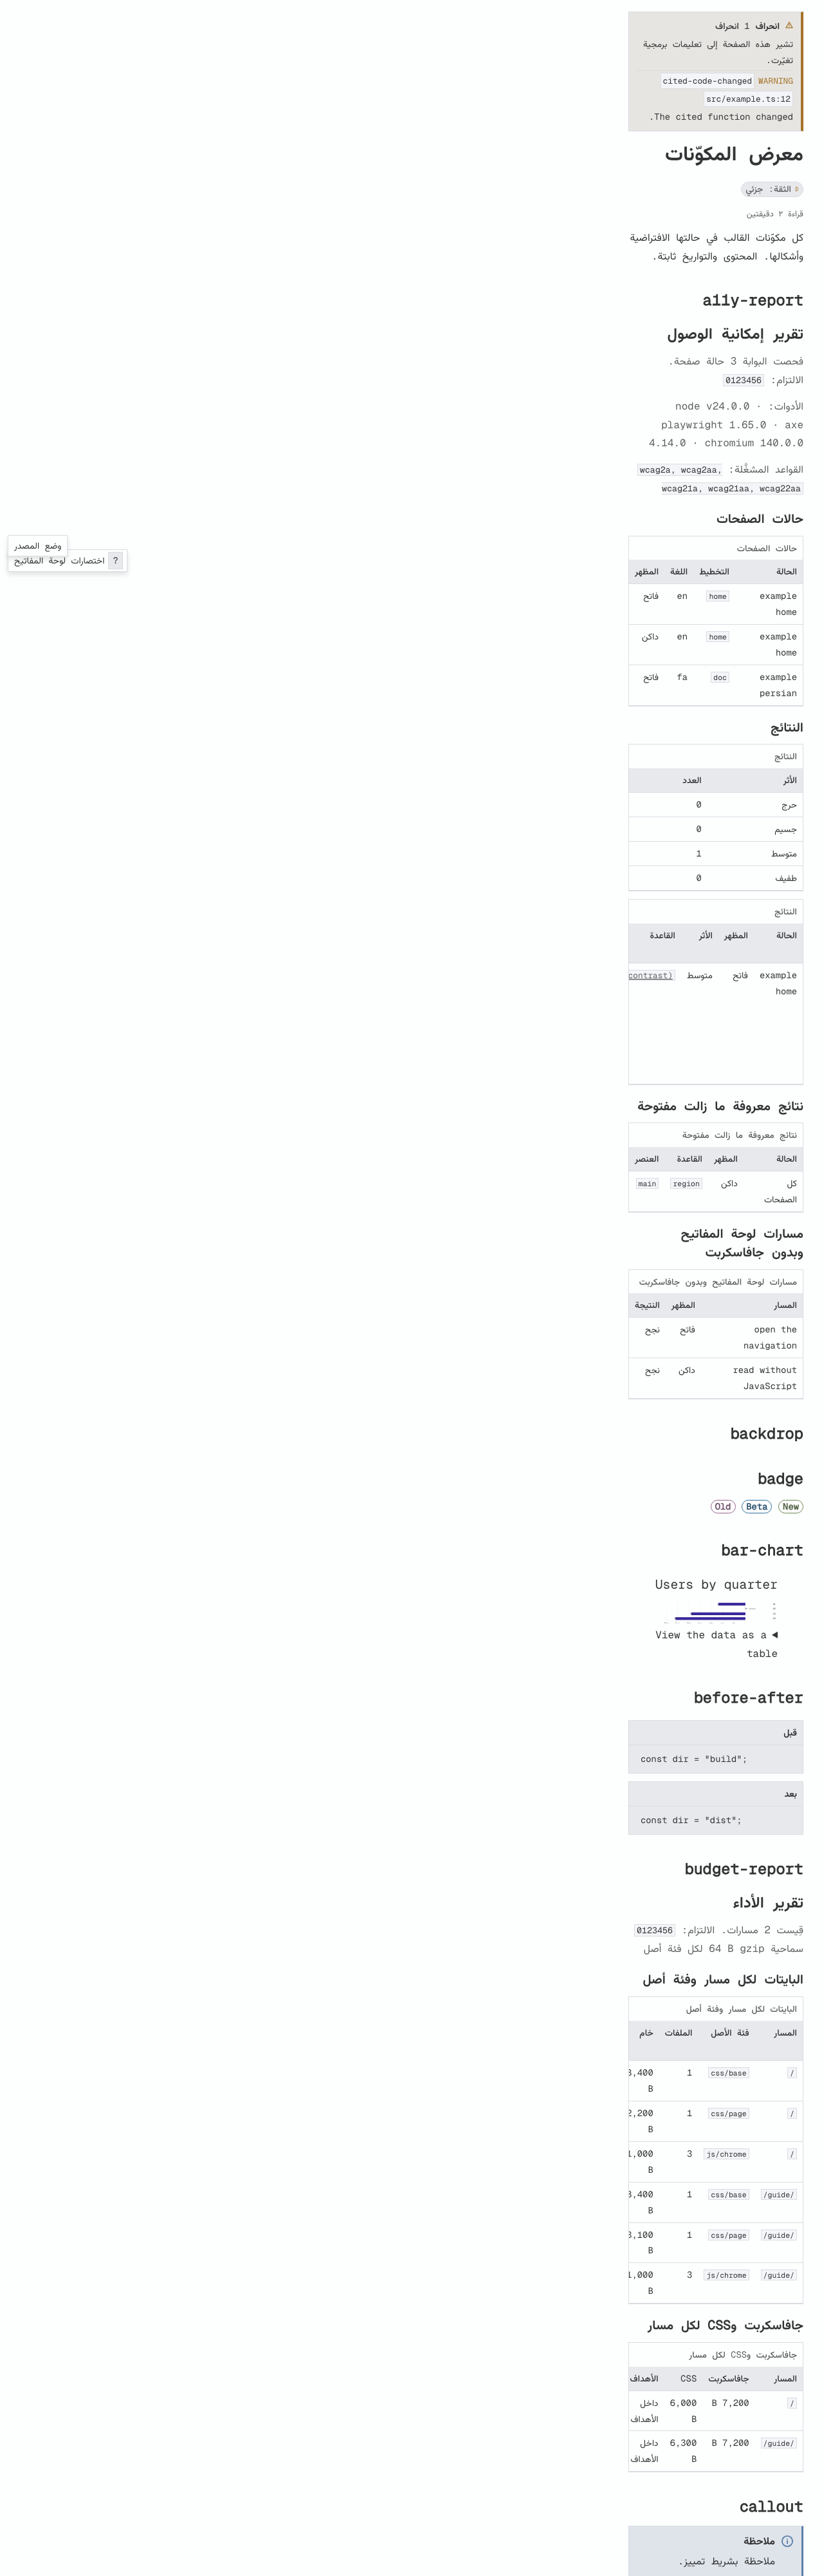 ⚠ انحراف 1 انحراف
تشير هذه الصفحة إلى تعليمات برمجية
تغيّرت.
WARNING cited-code-changed
src/example.ts:12
The cited function changed.
معرض المكوّنات
الثقة: جزئي
قراءة ٢ دقيقتين
كل مكوّنات القالب في حالتها الافتراضية
وأشكالها. المحتوى والتواريخ ثابتة.
a11y-report
تقرير إمكانية الوصول
فحصت البوابة 3 حالة صفحة.
الالتزام: 0123456
الأدوات: node v24.0.0 ·
playwright 1.65.0 · axe
4.14.0 · chromium 140.0.0
القواعد المشغَّلة: wcag2a, wcag2aa,
wcag21a, wcag21aa, wcag22aa
حالات الصفحات
حالات الصفحات
الحالة التخطيط اللغة المظهر
example home en فاتح
home
example home en داكن
home
example doc fa فاتح
persian
وضع المصدر
? اختصارات لوحة المفاتيح
النتائج
النتائج
الأثر العدد
حرج 0
جسيم 0
متوسط 1
طفيف 0
النتائج
الحالة المظهر الأثر القاعدة
example فاتح متوسط contrast)
home
نتائج معروفة ما زالت مفتوحة
نتائج معروفة ما زالت مفتوحة
الحالة المظهر القاعدة العنصر
كل داكن region main
الصفحات
مسارات لوحة المفاتيح
وبدون جافاسكربت
مسارات لوحة المفاتيح وبدون جافاسكربت
المسار المظهر النتيجة
open the فاتح نجح
navigation
read without داكن نجح
JavaScript
backdrop
badge
New Beta Old
bar-chart
Users by quarter
View the data as a
table
before-after
قبل
const dir = "build";
بعد
const dir = "dist";
budget-report
تقرير الأداء
قِيست 2 مسارات. الالتزام: 0123456
سماحية 64 B gzip لكل فئة أصل
البايتات لكل مسار وفئة أصل
البايتات لكل مسار وفئة أصل
المسار فئة الأصل الملفات خام
/ css/base 1 3,400
B
/ css/page 1 2,200
B
/ js/chrome 3 1,000
B
/guide/ css/base 1 3,400
B
/guide/ css/page 1 3,100
B
/guide/ js/chrome 3 1,000
B
جافاسكربت وCSS لكل مسار
جافاسكربت وCSS لكل مسار
المسار جافاسكربت CSS الأهداف
/ 7,200 B 6,000 داخل
B الأهداف
/guide/ 7,200 B 6,300 داخل
B الأهداف
callout
ملاحظة
ملاحظة بشريط تمييز.